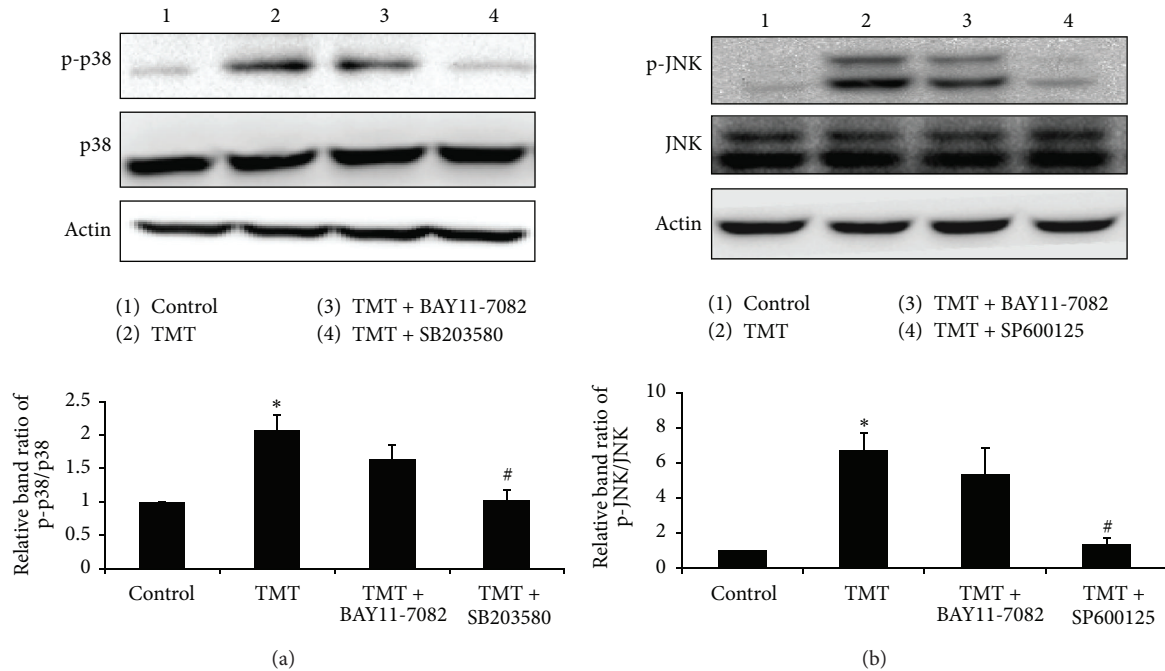 1 2 3 4
p-p38
p38
Actin
(1) Control
(2) TMT
(3) TMT + BAY11-7082
(4) TMT + SB203580
Relative band ratio of
p-p38/p38
2.5
2
1.5
1
0.5
0
*
#
Control
TMT
TMT +
BAY11-7082
TMT +
SB203580
(a)
1 2 3 4
p-JNK
JNK
Actin
(1) Control
(2) TMT
(3) TMT + BAY11-7082
(4) TMT + SP600125
Relative band ratio of
p-JNK/JNK
10
8
6
4
2
0
*
#
Control
TMT
TMT +
BAY11-7082
TMT +
SP600125
(b)